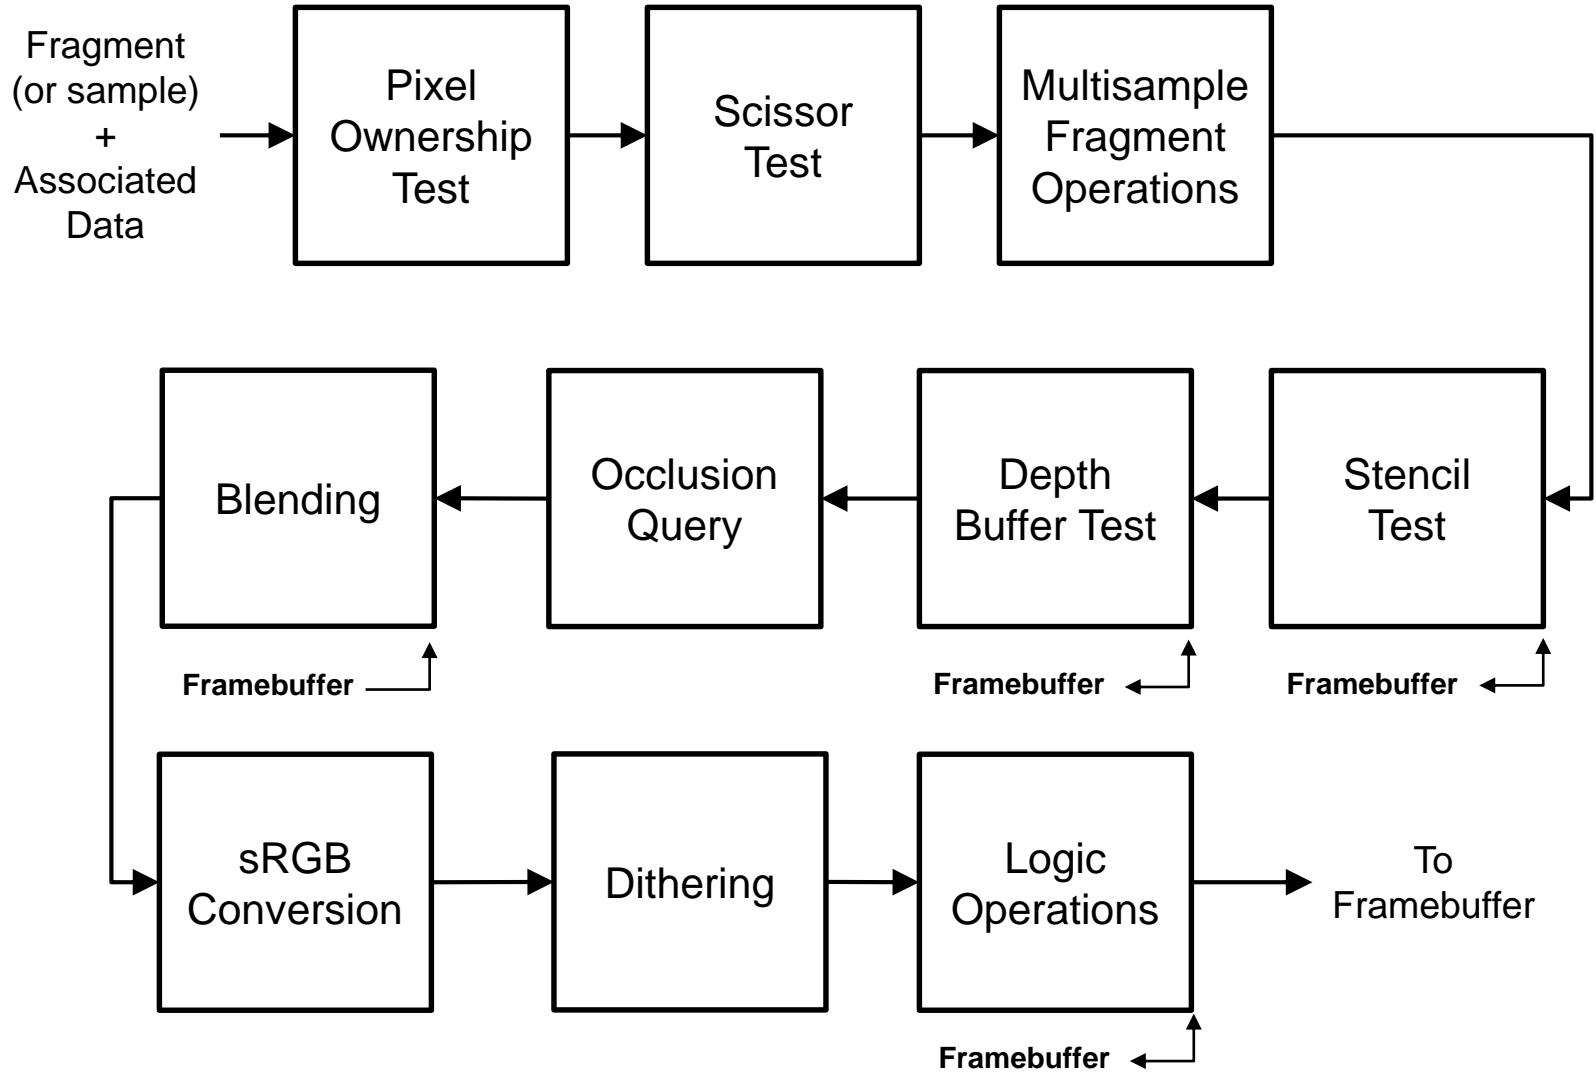 Fragment
(or sample)
+
Associated
Data
Pixel
Ownership
Test
Scissor
Test
Multisample
Fragment
Operations
Blending
Occlusion
Query
Depth
Buffer Test
Stencil
Test
Framebuffer
Framebuffer
Framebuffer
sRGB
Conversion
Dithering
Logic
Operations
To
Framebuffer
Framebuffer